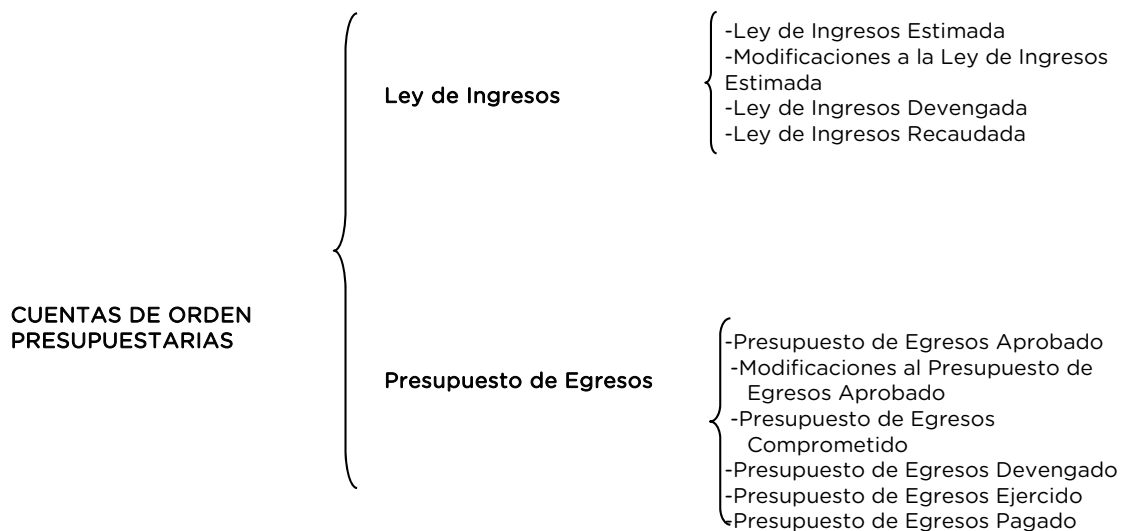 CUENTAS DE ORDEN
PRESUPUESTARIAS
Ley de Ingresos
-Ley de Ingresos Estimada
-Modificaciones a la Ley de Ingresos
Estimada
-Ley de Ingresos Devengada
-Ley de Ingresos Recaudada
Presupuesto de Egresos
-Presupuesto de Egresos Aprobado
-Modificaciones al Presupuesto de
Egresos Aprobado
-Presupuesto de Egresos
Comprometido
-Presupuesto de Egresos Devengado
-Presupuesto de Egresos Ejercido
-Presupuesto de Egresos Pagado